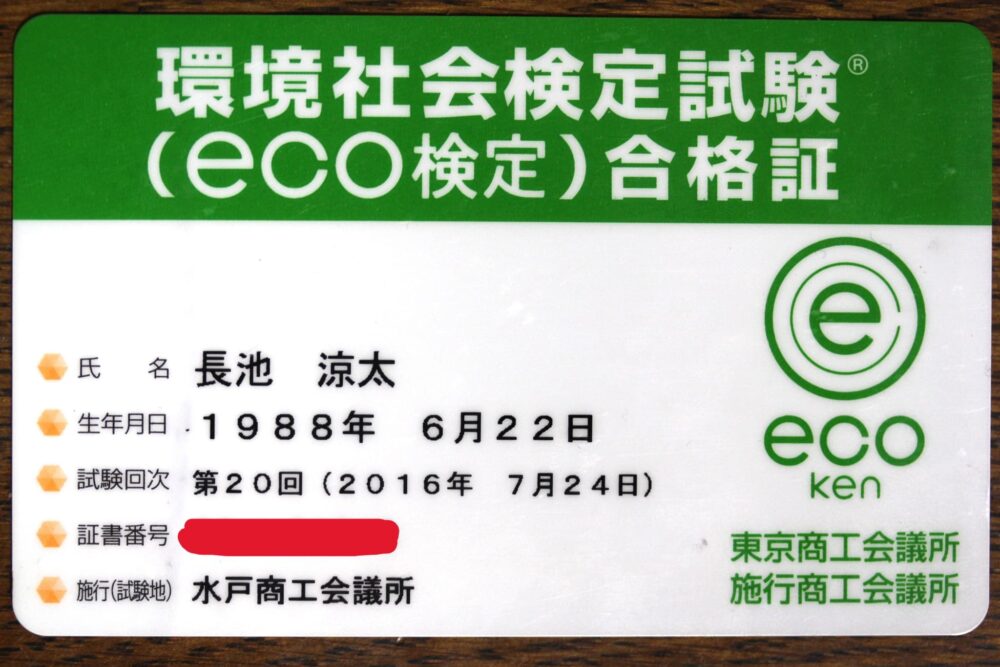 環境社会検定試験®
(eco検定)合格証
e
eco
ken
氏 名 長池 涼太
生年月日 1988年 6月22日
試験回次 第20回(2016年 7月24日)
証書番号
施行(試験地) 水戸商工会議所
東京商工会議所
施行商工会議所